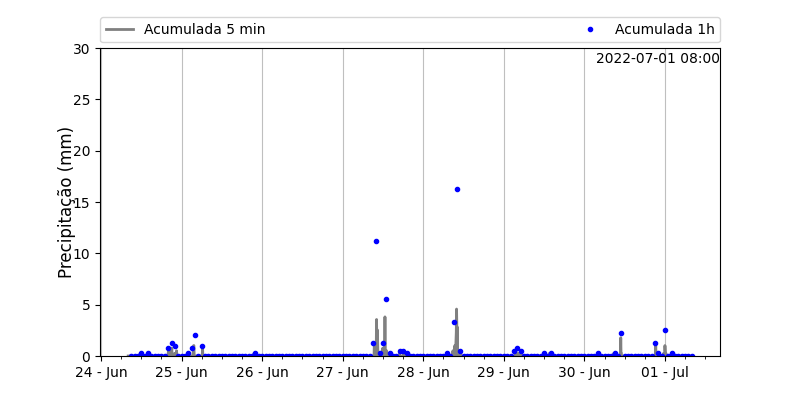 Acumulada 5 min
Acumulada 1h
2022-07-01 08:00
Precipitação (mm)
30
25
20
15
10
5
0
24 - Jun
25 - Jun
26 - Jun
27 - Jun
28 - Jun
29 - Jun
30 - Jun
01 - Jul